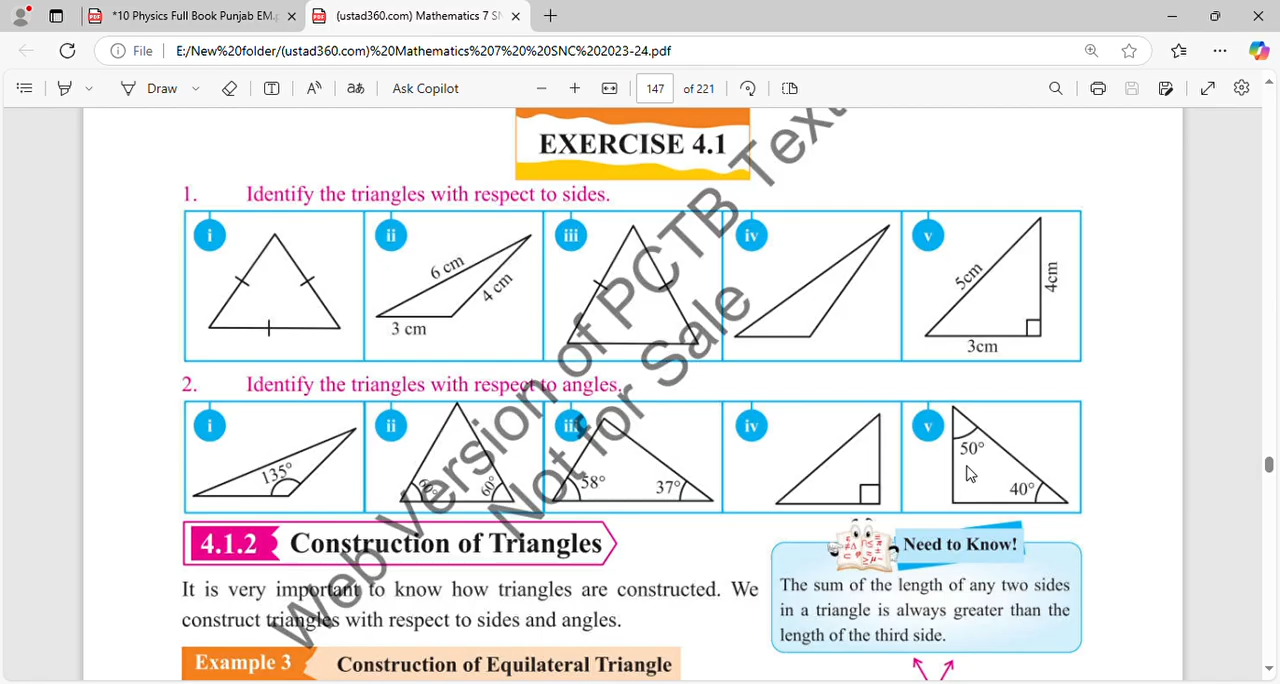 *10 Physics Full Book Punjab EM.
(ustad360.com) Mathematics 7 SN
File
E:/New%20folder/(ustad360.com)%20Mathematics%207%20%20SNC%202023-24.pdf
Draw
aあ
Ask Copilot
147
of 221
EXERCISE 4.1
1. Identify the triangles with respect to sides.
i
ii
6 cm
4 cm
3 cm
iii
iv
v
5cm
4cm
3cm
2. Identify the triangles with respect to angles.
i
135°
ii
60°
60°
iii
58°
37°
iv
v
50°
40°
4.1.2 Construction of Triangles
It is very important to know how triangles are constructed. We
construct triangles with respect to sides and angles.
Need to Know!
The sum of the length of any two sides
in a triangle is always greater than the
length of the third side.
Example 3 Construction of Equilateral Triangle
Web Version of PCTB Text
Not for Sale